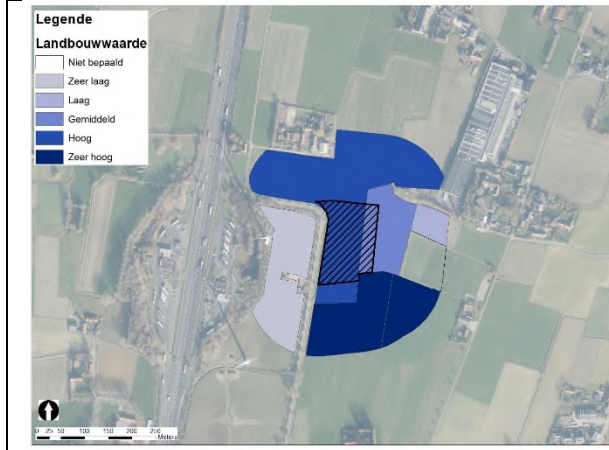 Legende
Landbouwwaarde
Niet bepaald
Zeer laag
Laag
Gemiddeld
Hoog
Zeer hoog
0 25 50 100 150 200 250
Meters